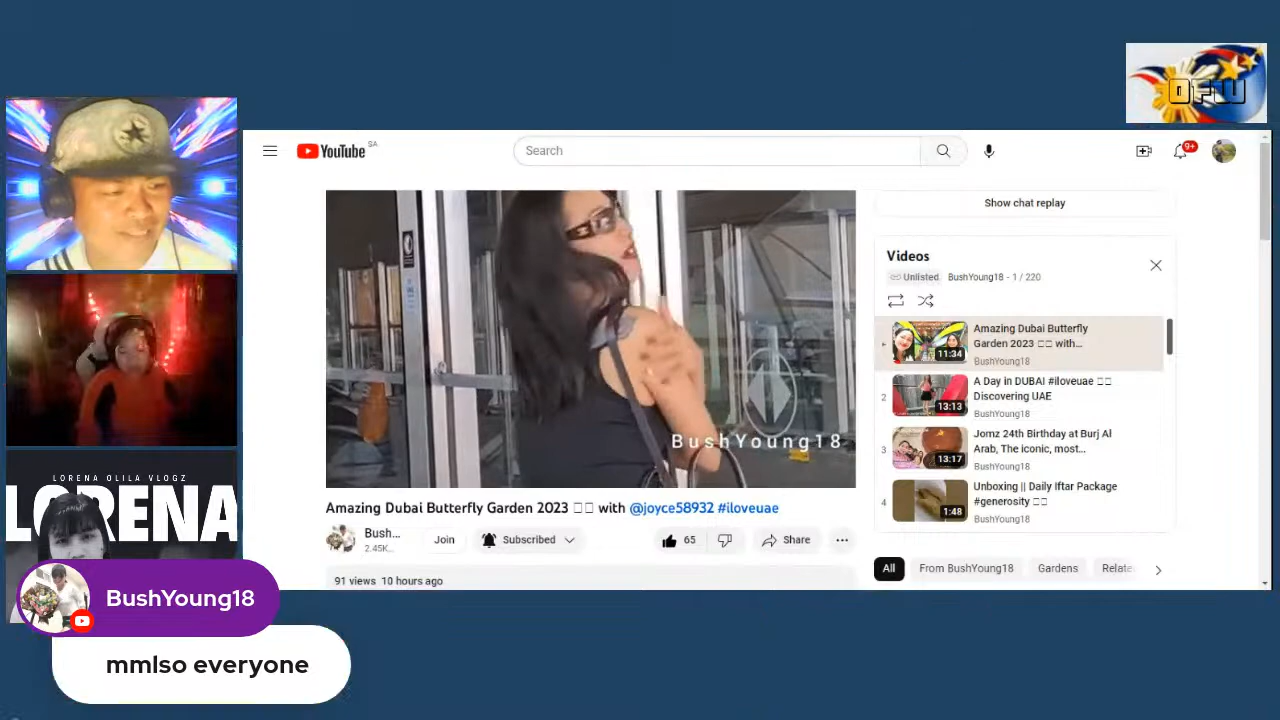 OFW
YouTube SA
Search
9+
Show chat replay
Videos
Unlisted BushYoung18 - 1 / 220
Amazing Dubai Butterfly
Garden 2023 with...
BushYoung18
11:34
2
A Day in DUBAI #iloveuae
Discovering UAE
BushYoung18
13:13
3
Jomz 24th Birthday at Burj Al
Arab, The iconic, most...
BushYoung18
13:17
4
Unboxing || Daily Iftar Package
#generosity
BushYoung18
1:48
BushYoung18
Amazing Dubai Butterfly Garden 2023 with @joyce58932 #iloveuae
Bush...
2.45K...
Join
Subscribed
65
Share
91 views 10 hours ago
All
From BushYoung18
Gardens
Relate
LORENA OLILA VLOGZ
LORENA
BushYoung18
mmlso everyone